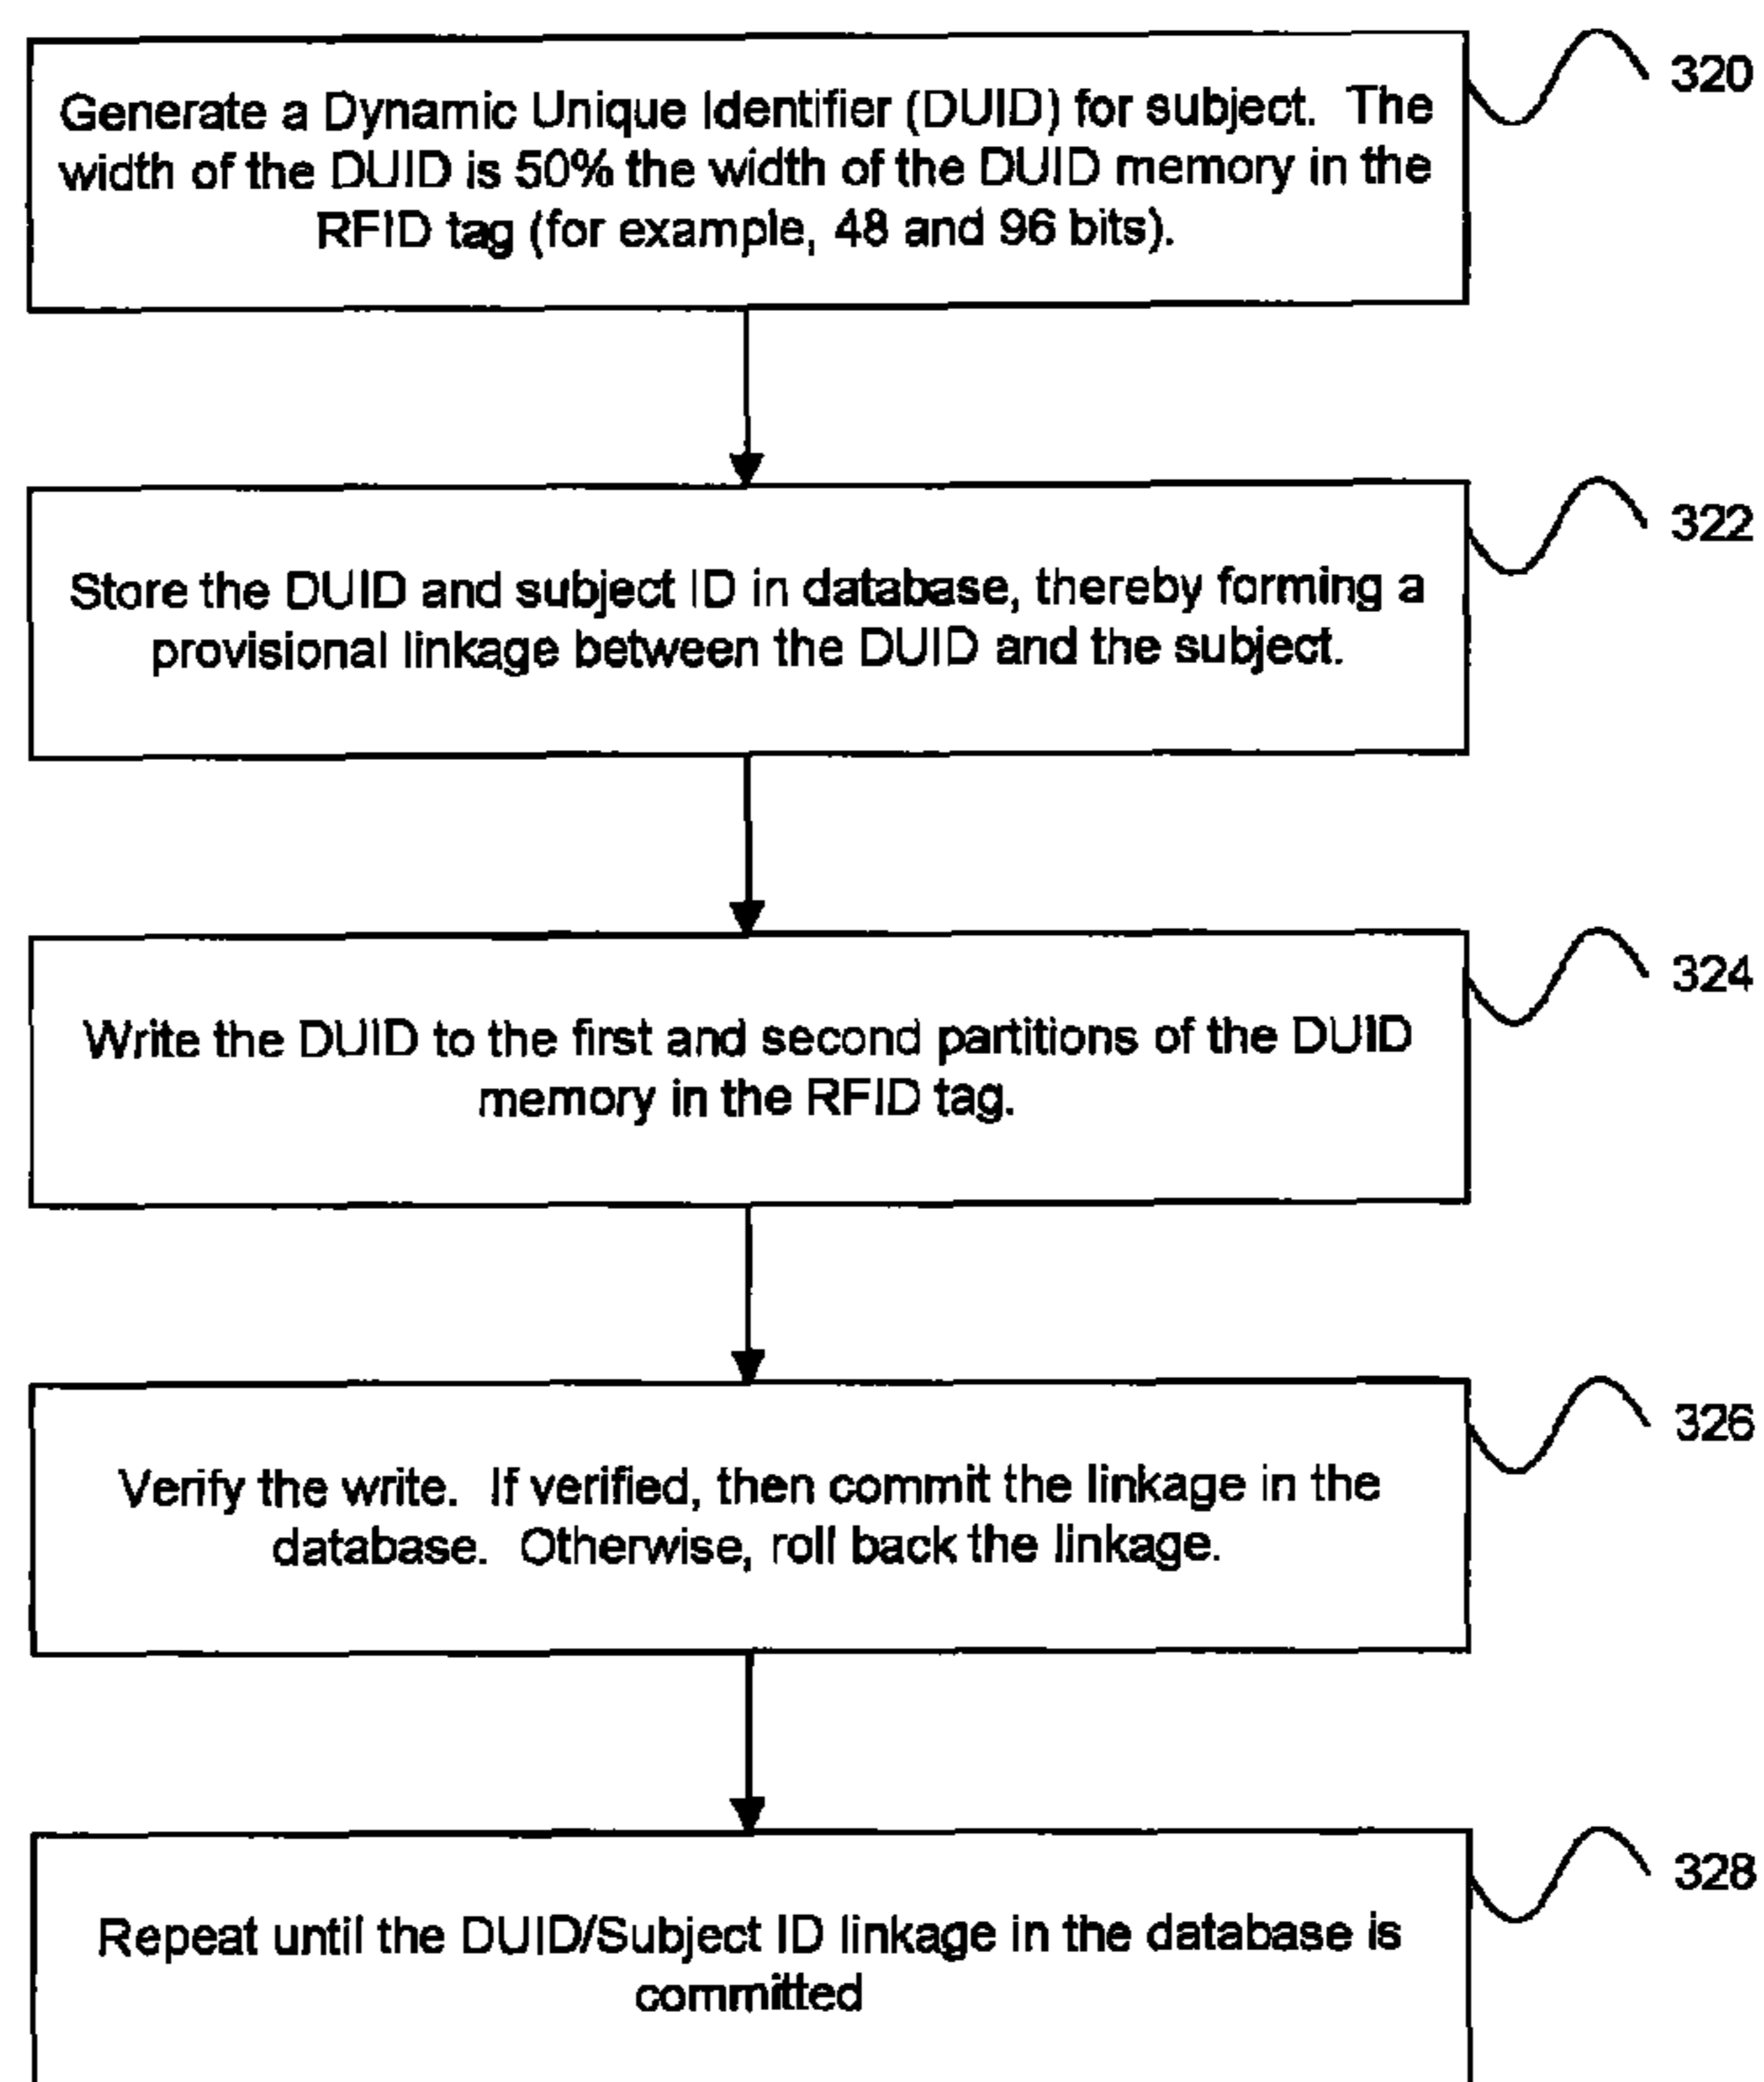 Generate a Dynamic Unique Identifier (DUID) for subject. The
width of the DUID is 50% the width of the DUID memory in the
RFID tag (for example, 48 and 96 bits).
320
Store the DUID and subject ID in database, thereby forming a
provisional linkage between the DUID and the subject.
322
Write the DUID to the first and second partitions of the DUID
memory in the RFID tag.
324
Verify the write. If verified, then commit the linkage in the
database. Otherwise, roll back the linkage.
326
Repeat until the DUID/Subject ID linkage in the database is
committed
328